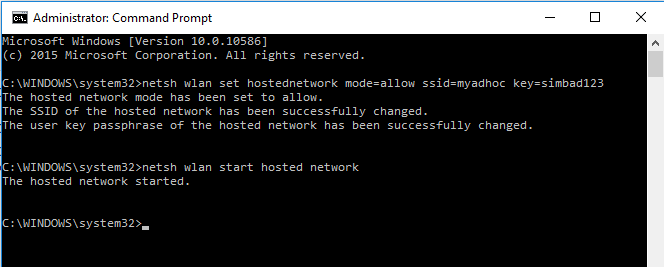 Administrator: Command Prompt
Microsoft Windows [Version 10.0.10586]
(c) 2015 Microsoft Corporation. All rights reserved.
C:\WINDOWS\system32>netsh wlan set hostednetwork mode=allow ssid=myadhoc key=simbad123
The hosted network mode has been set to allow.
The SSID of the hosted network has been successfully changed.
The user key passphrase of the hosted network has been successfully changed.
C:\WINDOWS\system32>netsh wlan start hosted network
The hosted network started.
C:\WINDOWS\system32>